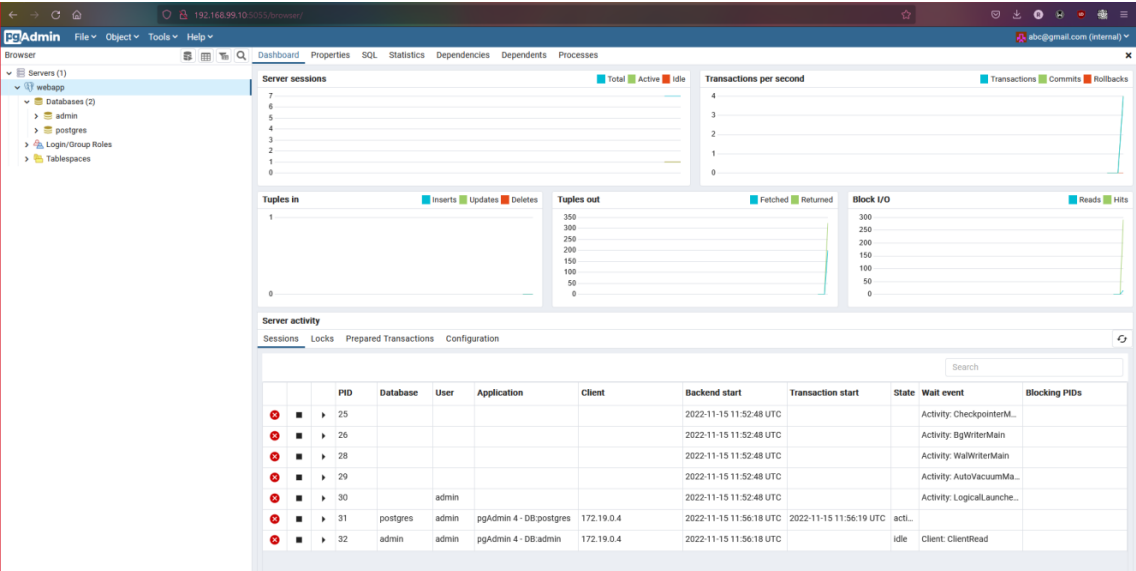 192.168.99.10:5055/browser/
pgAdmin File Object Tools Help abc@gmail.com (internal)
Browser Dashboard Properties SQL Statistics Dependencies Dependents Processes
Servers (1)
webapp
Databases (2)
admin
postgres
Login/Group Roles
Tablespaces
Server sessions Total Active Idle
7
6
5
4
3
2
1
0
Transactions per second Transactions Commits Rollbacks
4
3
2
1
0
Tuples in Inserts Updates Deletes
1
0
Tuples out Fetched Returned
350
300
250
200
150
100
50
0
Block I/O Reads Hits
300
250
200
150
100
50
0
Server activity
Sessions Locks Prepared Transactions Configuration
Search
PID Database User Application Client Backend start Transaction start State Wait event Blocking PIDs
25 2022-11-15 11:52:48 UTC Activity: CheckpointerM...
26 2022-11-15 11:52:48 UTC Activity: BgWriterMain
28 2022-11-15 11:52:48 UTC Activity: WalWriterMain
29 2022-11-15 11:52:48 UTC Activity: AutoVacuumMa...
30 admin 2022-11-15 11:52:48 UTC Activity: LogicalLaunche...
31 postgres admin pgAdmin 4 - DB:postgres 172.19.0.4 2022-11-15 11:56:18 UTC 2022-11-15 11:56:19 UTC acti...
32 admin admin pgAdmin 4 - DB:admin 172.19.0.4 2022-11-15 11:56:18 UTC idle Client: ClientRead